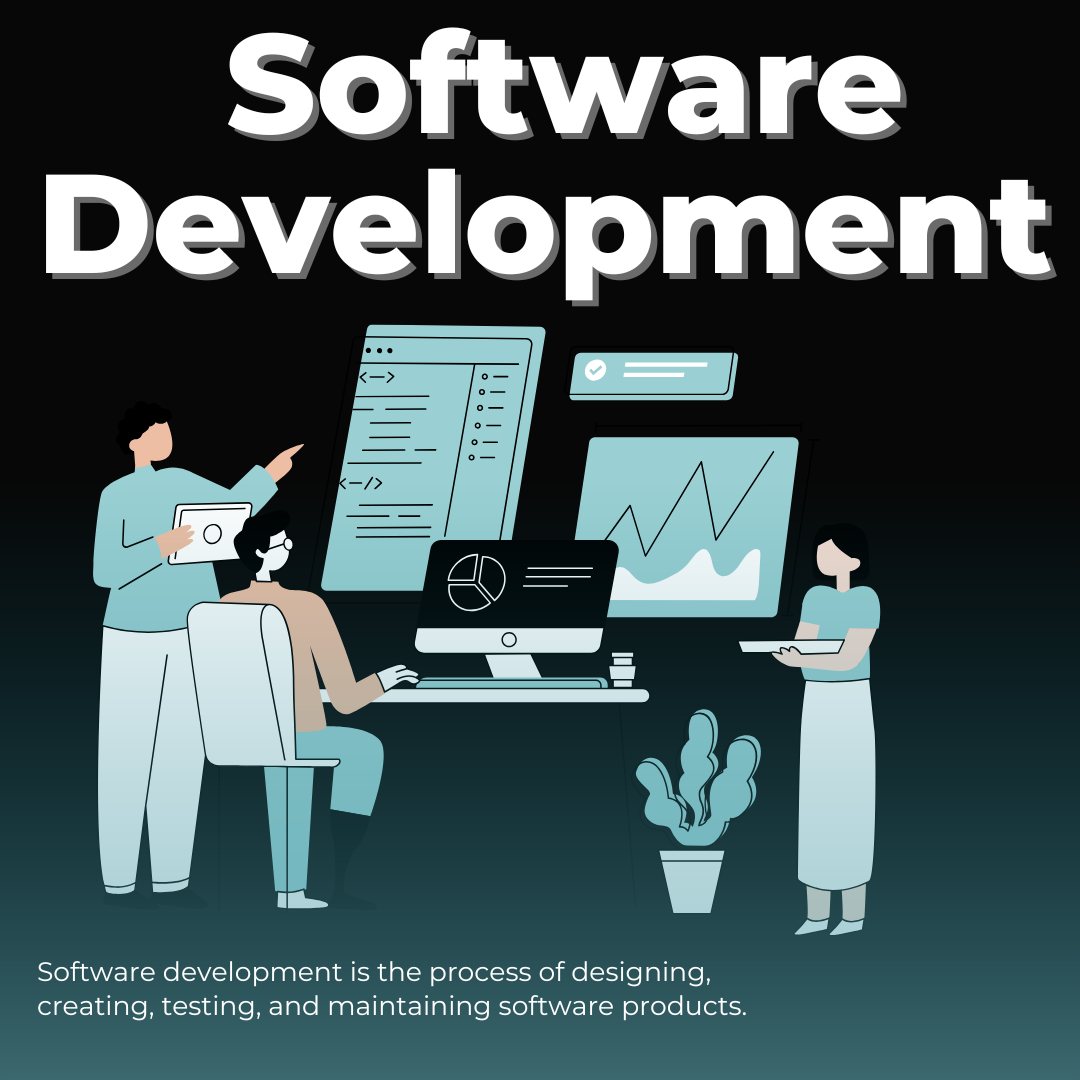 Software
Development
<->
<-/>
Software development is the process of designing,
creating, testing, and maintaining software products.